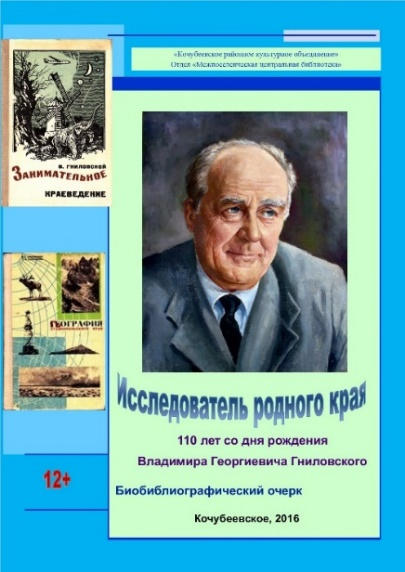 «Кочубеевское районное культурное объединение»
Отдел «Межпоселенческая центральная библиотека»
В. ГНИЛОВСКОЙ
ЗАНИМАТЕЛЬНОЕ
КРАЕВЕДЕНИЕ
ГЕОГРАФИЯ
Исследователь родного края
110 лет со дня рождения
Владимира Георгиевича Гниловского
12+
Биобиблиографический очерк
Кочубеевское, 2016